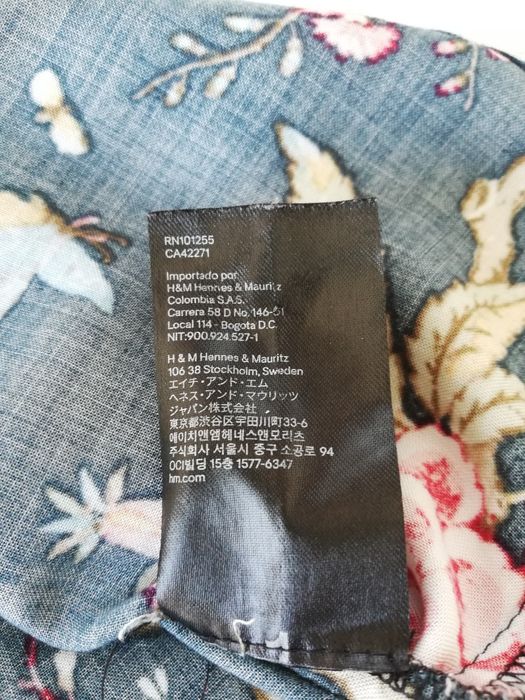 RN101255
CA42271
Importado por
H&M Hennes & Mauritz
Colombia S.A.S.
Carrera 58 D No. 146-51
Local 114 - Bogota D.C.
NIT:900.924.527-1
H & M Hennes & Mauritz
106 38 Stockholm, Sweden
エイチ・アンド・エム
ヘネス・アンド・マウリッツ
ジャパン株式会社
東京都渋谷区宇田川町33-6
에이치앤엠헤네스앤모리츠
주식회사 서울시 중구 소공로 94
OCI빌딩 15층 1577-6347
hm.com